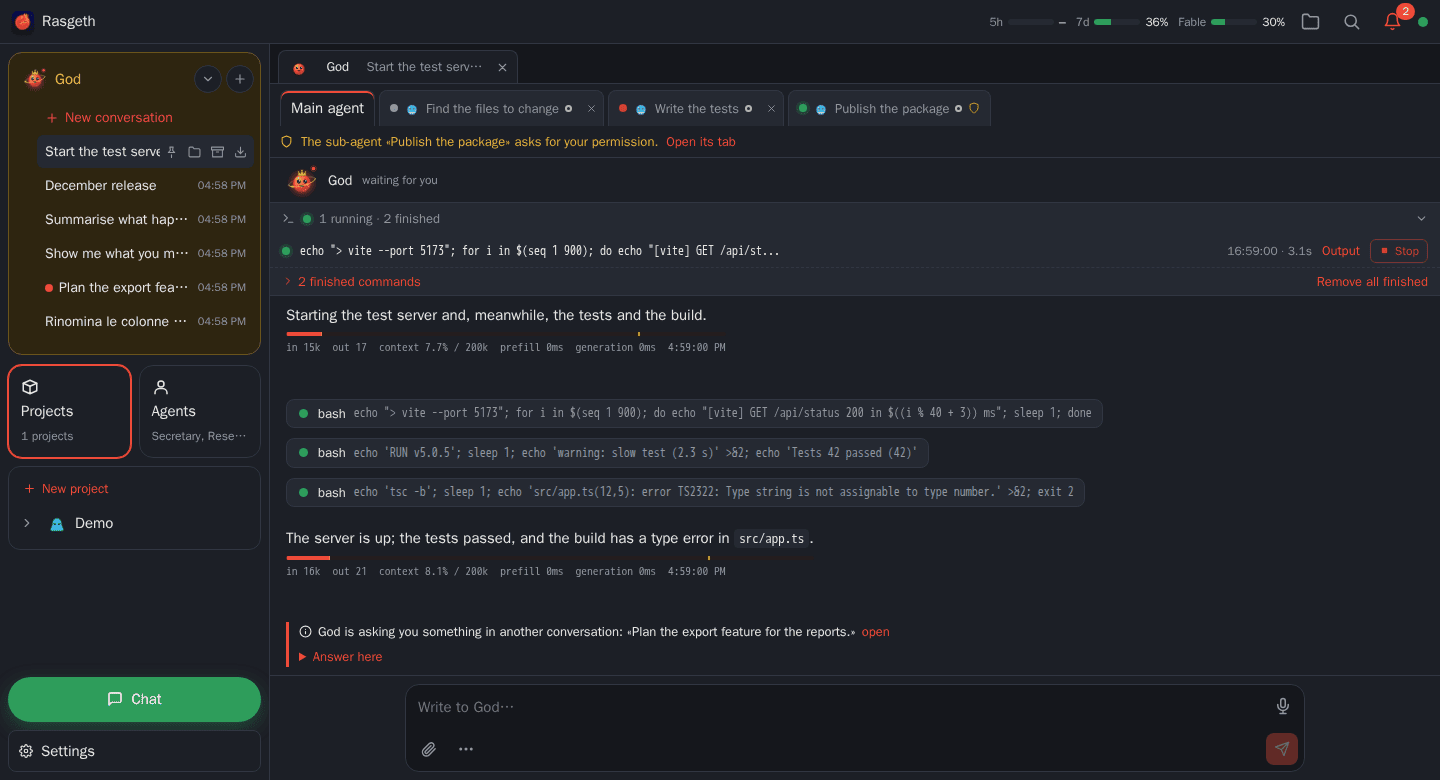 Rasgeth
5h – 7d 36% Fable 30% 2
God
New conversation
Start the test serve
December release 04:58 PM
Summarise what hap··· 04:58 PM
Show me what you m··· 04:58 PM
Plan the export fea··· 04:58 PM
Rinomina le colonne ··· 04:58 PM
Projects
1 projects
Agents
Secretary, Rese···
New project
Demo
Chat
Settings
God Start the test serv···
Main agent
Find the files to change
Write the tests
Publish the package
The sub-agent «Publish the package» asks for your permission. Open its tab
God waiting for you
1 running · 2 finished
echo "> vite --port 5173"; for i in $(seq 1 900); do echo "[vite] GET /api/st... 16:59:00 · 3.1s Output Stop
2 finished commands Remove all finished
Starting the test server and, meanwhile, the tests and the build.
in 15k out 17 context 7.7% / 200k prefill 0ms generation 0ms 4:59:00 PM
bash echo "> vite --port 5173"; for i in $(seq 1 900); do echo "[vite] GET /api/status 200 in $((i % 40 + 3)) ms"; sleep 1; done
bash echo 'RUN v5.0.5'; sleep 1; echo 'warning: slow test (2.3 s)' >&2; echo 'Tests 42 passed (42)'
bash echo 'tsc -b'; sleep 1; echo 'src/app.ts(12,5): error TS2322: Type string is not assignable to type number.' >&2; exit 2
The server is up; the tests passed, and the build has a type error in src/app.ts.
in 16k out 21 context 8.1% / 200k prefill 0ms generation 0ms 4:59:00 PM
God is asking you something in another conversation: «Plan the export feature for the reports.» open
Answer here
Write to God···